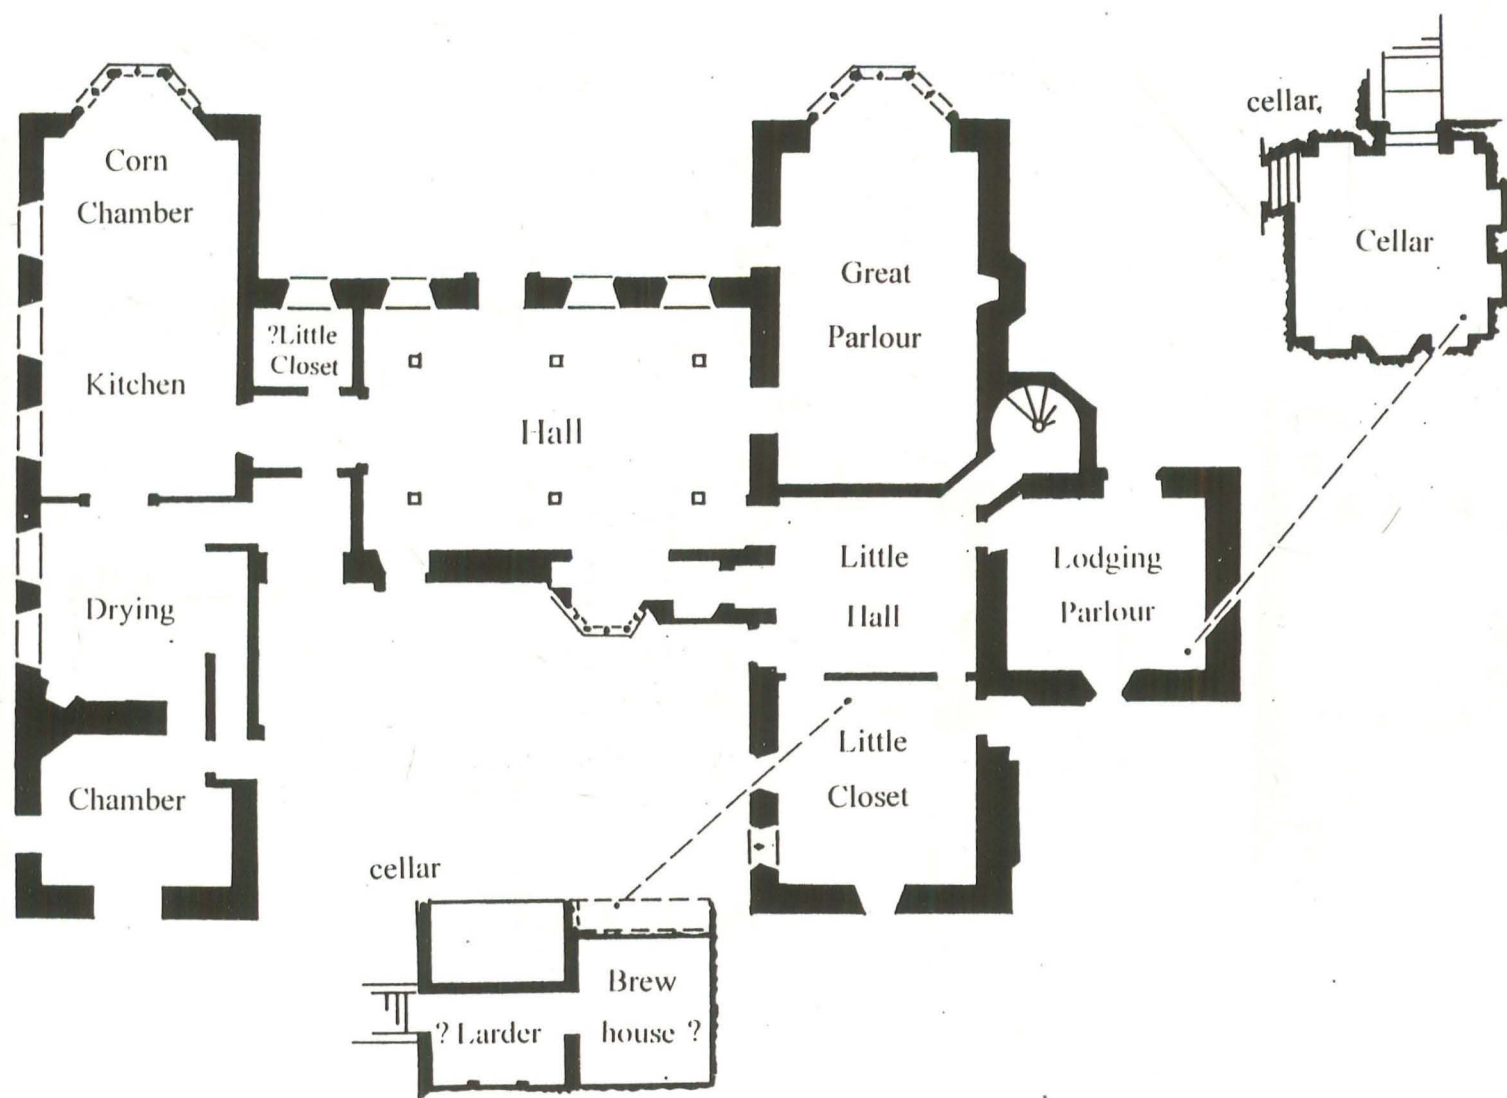 Corn
Chamber
Kitchen
?Little
Closet
Hall
Great
Parlour
cellar
Cellar
Little
Hall
Lodging
Parlour
Drying
Chamber
Little
Closet
cellar
Brew
house ?
? Larder